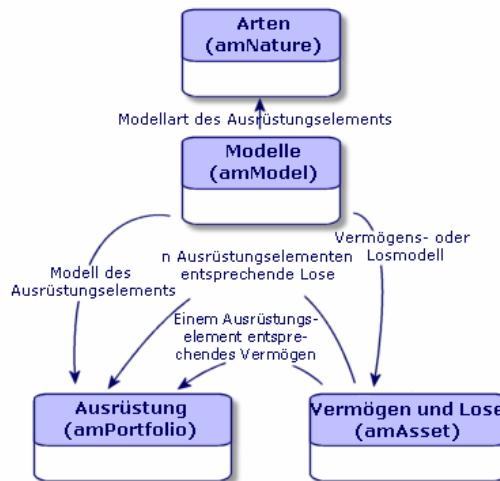 Arten
(amNature)
Modellart des Ausrüstungselements
Modelle
(amModel)
Vermögens- oder
Losmodell
n Ausrüstungselementen
entsprechende Lose
Modell des
Ausrüstungselements
Einem Ausrüstungs-
element entspre-
chendes Vermögen
Ausrüstung
(amPortfolio)
Vermögen und Lose
(amAsset)